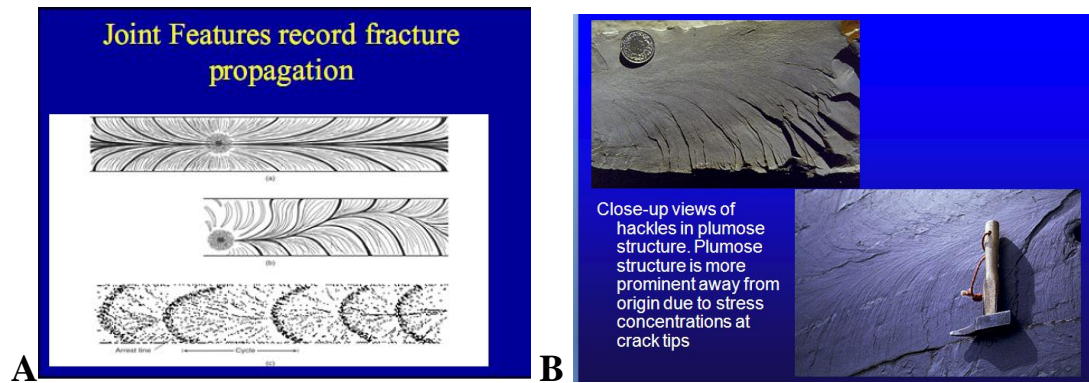 Joint Features record fracture
propagation
(a)
(b)
Arrest line
Cycle
(c)
A
Close-up views of
hackles in plumose
structure. Plumose
structure is more
prominent away from
origin due to stress
concentrations at
crack tips
B